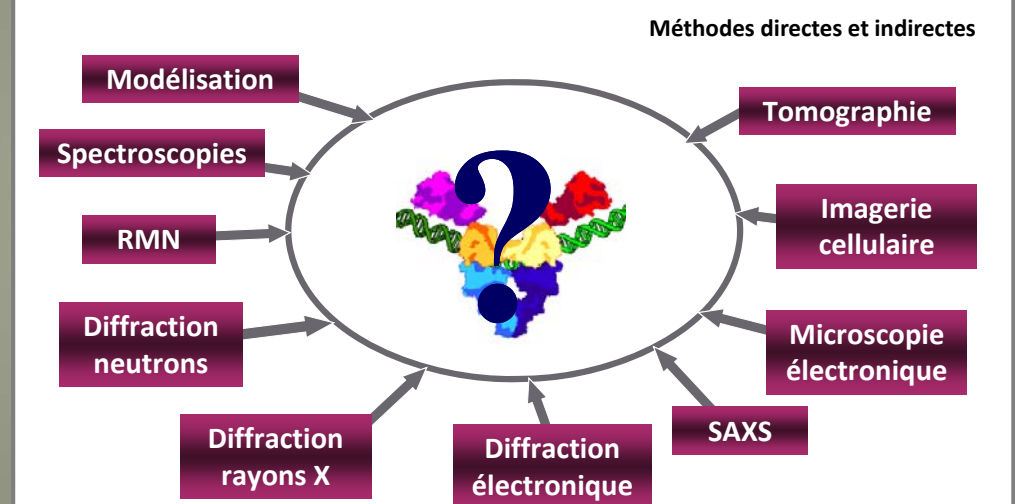 Méthodes directes et indirectes
Modélisation
Tomographie
Spectroscopies
Imagerie
cellulaire
RMN
Diffraction
neutrons
Microscopie
électronique
Diffraction
rayons X
Diffraction
électronique
SAXS
?